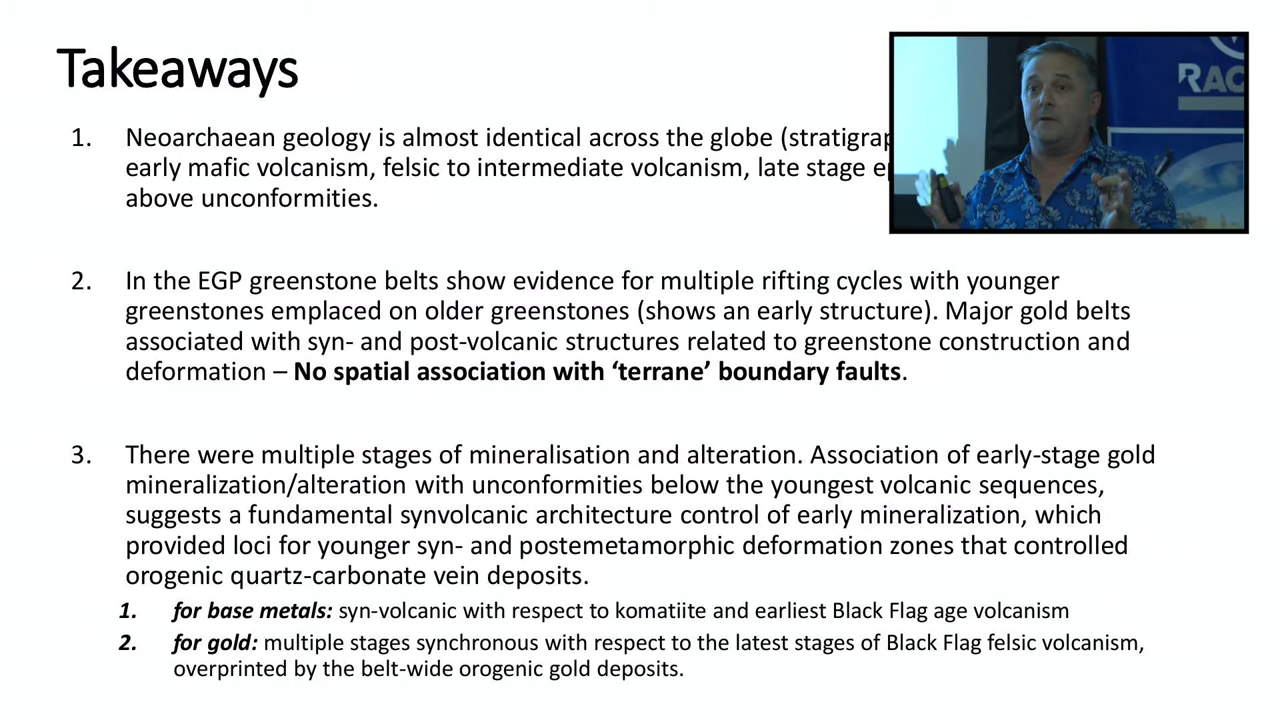 Takeaways
1. Neoarchaean geology is almost identical across the globe
early mafic volcanism, felsic to intermediate volcanism, late stage
above unconformities.
2. In the EGP greenstone belts show evidence for multiple rifting cycles with younger
greenstones emplaced on older greenstones (shows an early structure). Major gold belts
associated with syn- and post-volcanic structures related to greenstone construction and
deformation – No spatial association with ‘terrane’ boundary faults.
3. There were multiple stages of mineralisation and alteration. Association of early-stage gold
mineralization/alteration with unconformities below the youngest volcanic sequences,
suggests a fundamental synvolcanic architecture control of early mineralization, which
provided loci for younger syn- and postemetamorphic deformation zones that controlled
orogenic quartz-carbonate vein deposits.
1. for base metals: syn-volcanic with respect to komatiite and earliest Black Flag age volcanism
2. for gold: multiple stages synchronous with respect to the latest stages of Black Flag felsic volcanism,
overprinted by the belt-wide orogenic gold deposits.